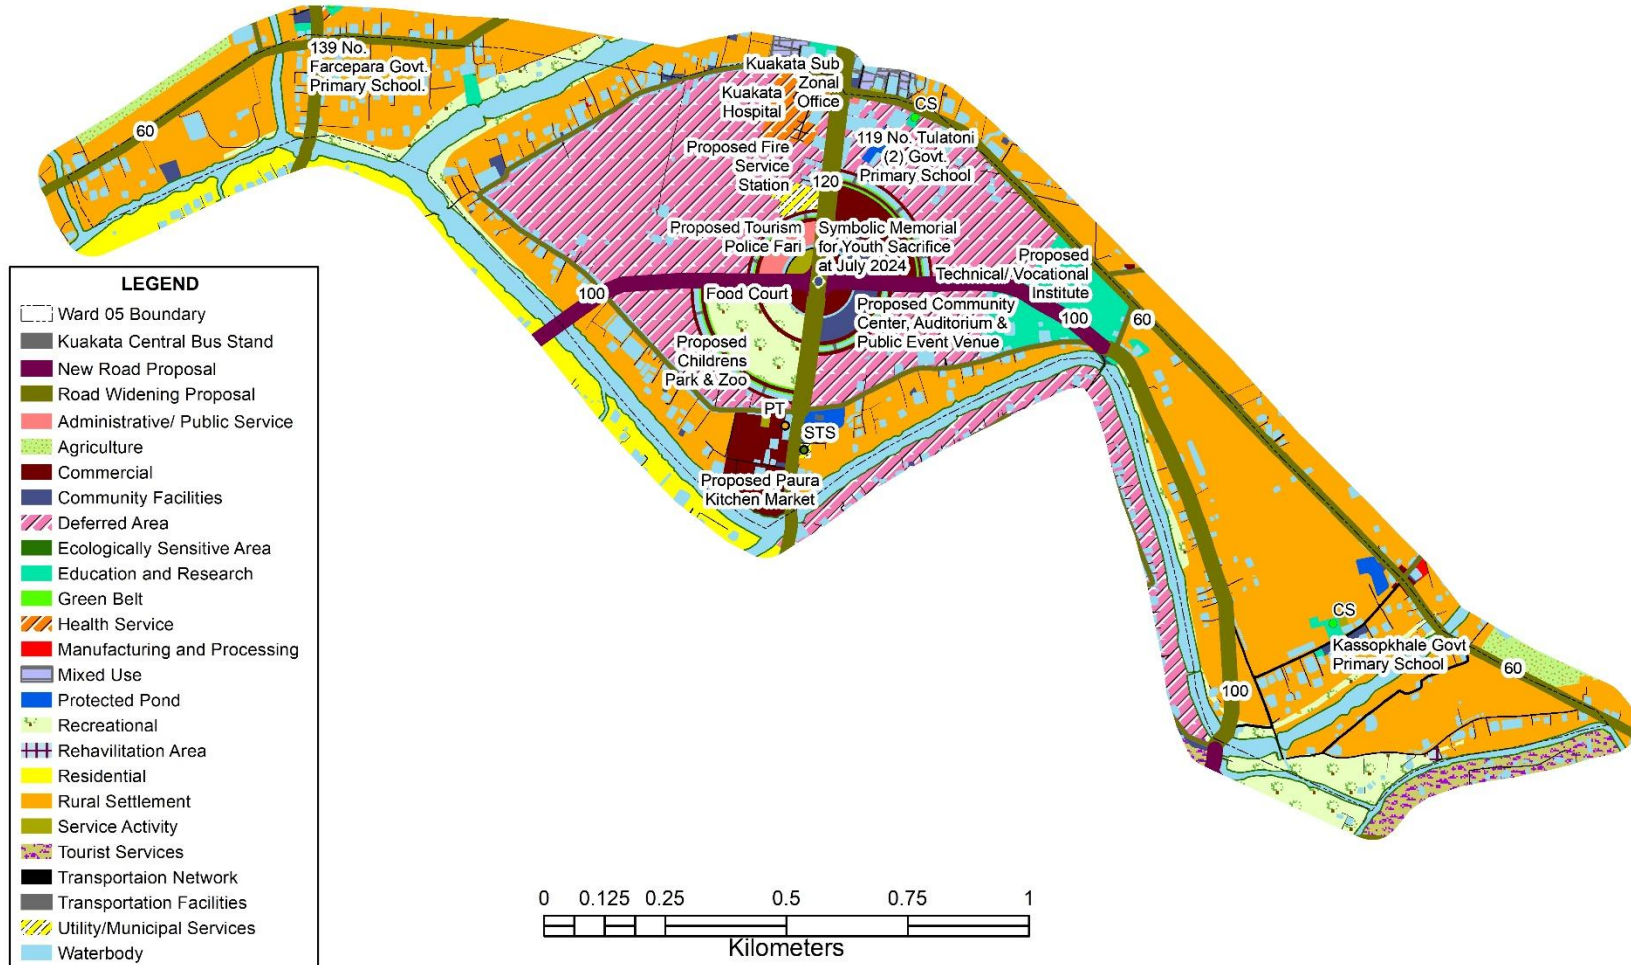 139 No.
Farcepara Govt.
Primary School.
60
Kuakata Sub
Zonal
Office
Kuakata
Hospital
CS
119 No. Tulatoni
(2) Govt.
Primary School
Proposed Fire
Service
Station
120
Proposed Tourism
Police Fari
Symbolic Memorial
for Youth Sacrifice
at July 2024
Proposed
Technical/ Vocational
Institute
100
Food Court
Proposed Community
Center, Auditorium &
Public Event Venue
100
60
Proposed
Childrens
Park & Zoo
PT
STS
Proposed Paura
Kitchen Market
CS
Kassopkhale Govt
Primary School
60
100
LEGEND
Ward 05 Boundary
Kuakata Central Bus Stand
New Road Proposal
Road Widening Proposal
Administrative/ Public Service
Agriculture
Commercial
Community Facilities
Deferred Area
Ecologically Sensitive Area
Education and Research
Green Belt
Health Service
Manufacturing and Processing
Mixed Use
Protected Pond
Recreational
Rehavilitation Area
Residential
Rural Settlement
Service Activity
Tourist Services
Transportaion Network
Transportation Facilities
Utility/Municipal Services
Waterbody
0 0.125 0.25 0.5 0.75 1
Kilometers